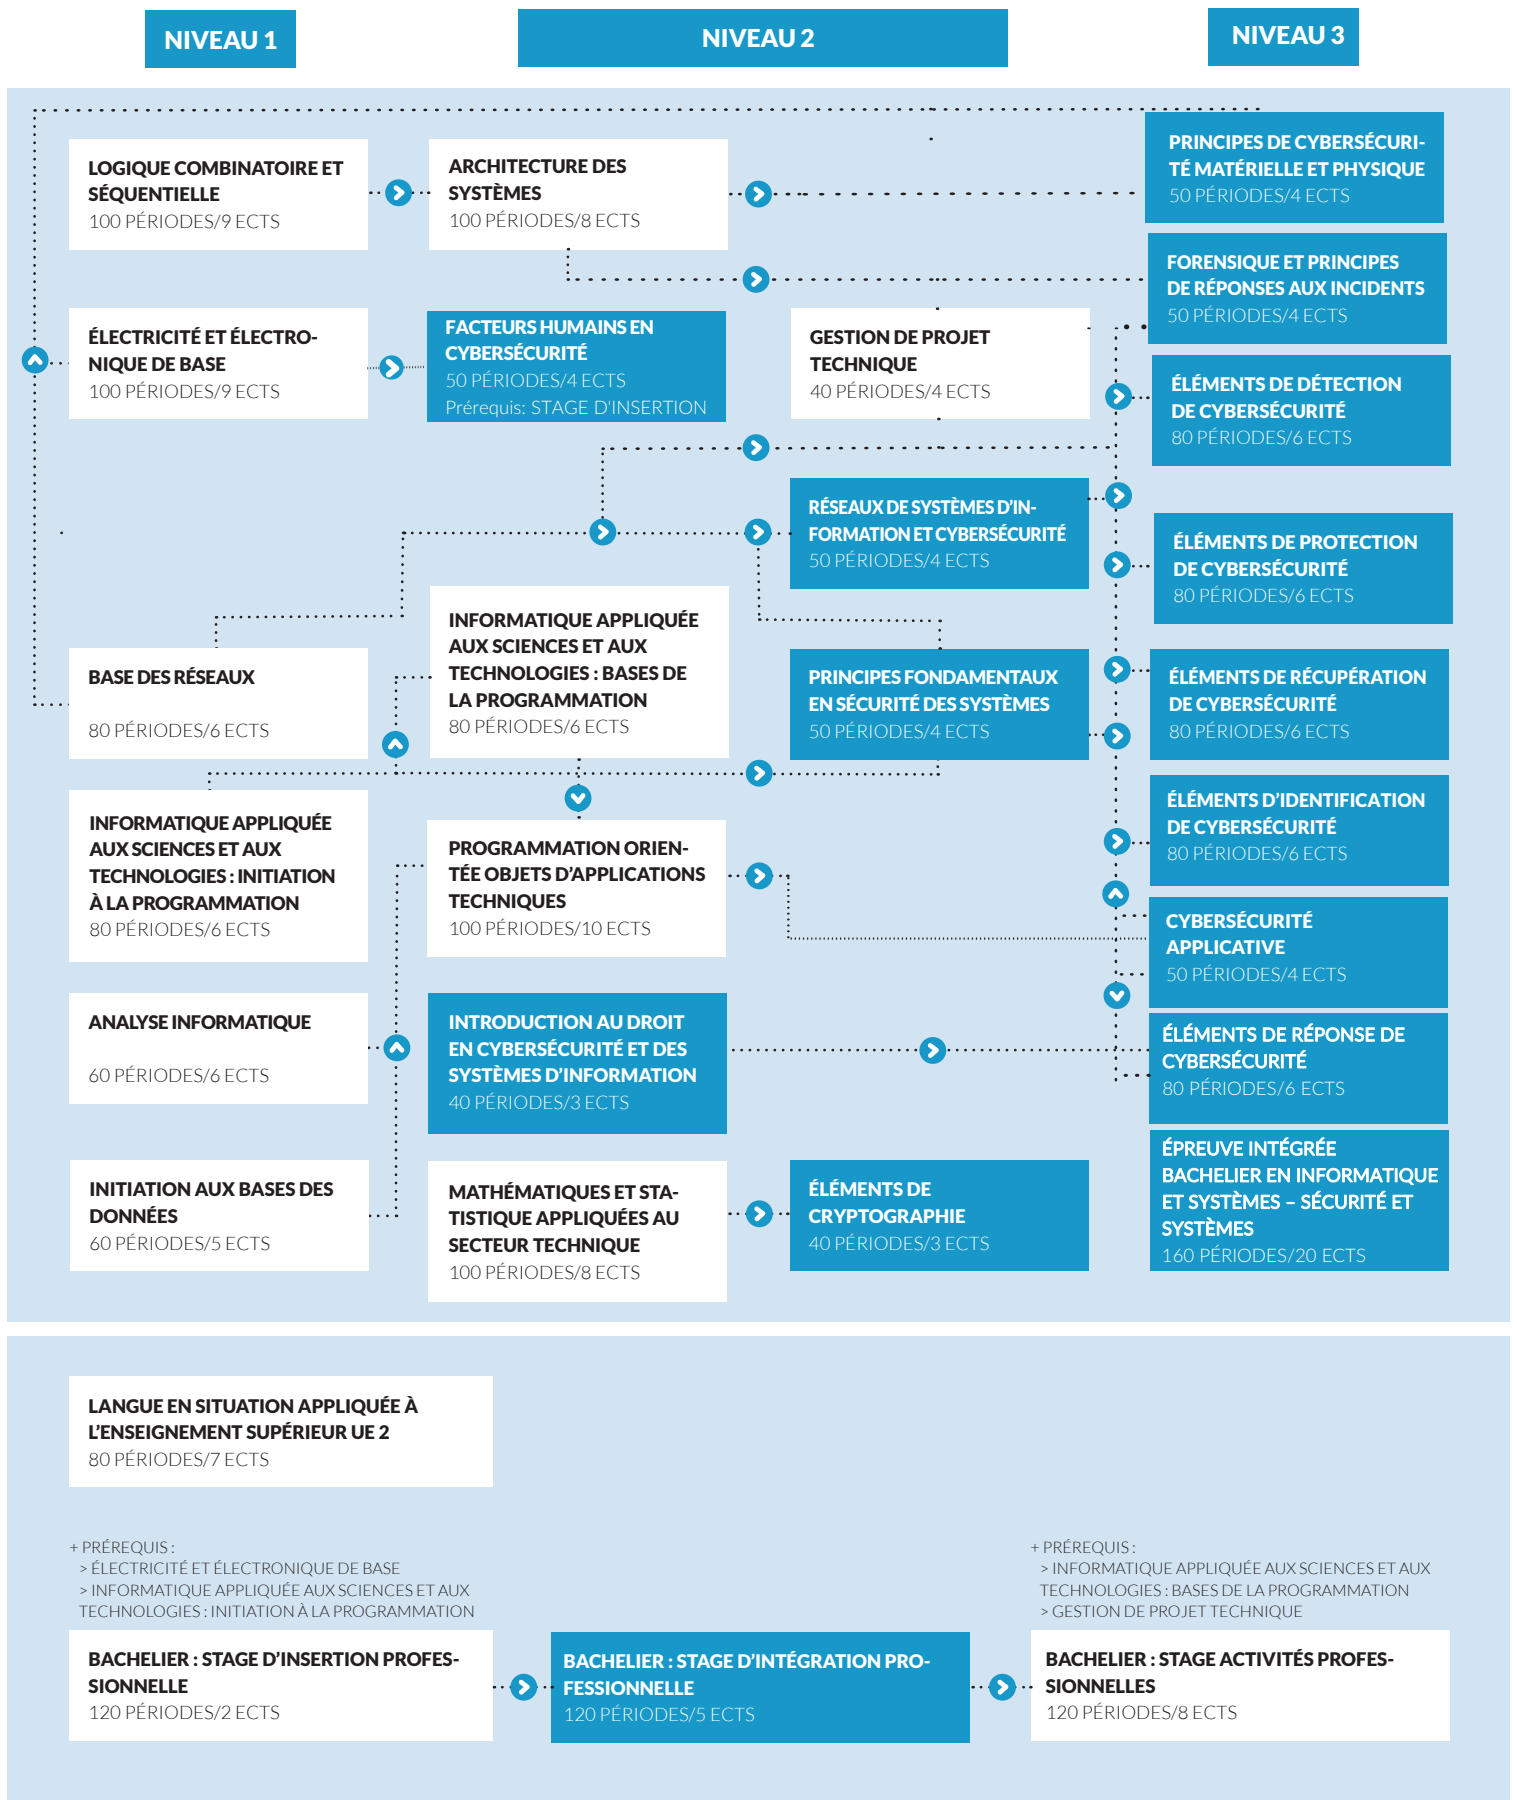 NIVEAU 1
NIVEAU 2
NIVEAU 3
LOGIQUE COMBINATOIRE ET
SÉQUENTIELLE
100 PÉRIODES/9 ECTS
ARCHITECTURE DES
SYSTÈMES
100 PÉRIODES/8 ECTS
PRINCIPES DE CYBERSÉCURI-
TÉ MATÉRIELLE ET PHYSIQUE
50 PÉRIODES/4 ECTS
FORENSIQUE ET PRINCIPES
DE RÉPONSES AUX INCIDENTS
50 PÉRIODES/4 ECTS
ÉLECTRICITÉ ET ÉLECTRO-
NIQUE DE BASE
100 PÉRIODES/9 ECTS
FACTEURS HUMAINS EN
CYBERSÉCURITÉ
50 PÉRIODES/4 ECTS
Prérequis: STAGE D'INSERTION
GESTION DE PROJET
TECHNIQUE
40 PÉRIODES/4 ECTS
ÉLÉMENTS DE DÉTECTION
DE CYBERSÉCURITÉ
80 PÉRIODES/6 ECTS
RÉSEAUX DE SYSTÈMES D'IN-
FORMATION ET CYBERSÉCURITÉ
50 PÉRIODES/4 ECTS
ÉLÉMENTS DE PROTECTION
DE CYBERSÉCURITÉ
80 PÉRIODES/6 ECTS
BASE DES RÉSEAUX
80 PÉRIODES/6 ECTS
INFORMATIQUE APPLIQUÉE
AUX SCIENCES ET AUX
TECHNOLOGIES : BASES DE
LA PROGRAMMATION
80 PÉRIODES/6 ECTS
PRINCIPES FONDAMENTAUX
EN SÉCURITÉ DES SYSTÈMES
50 PÉRIODES/4 ECTS
ÉLÉMENTS DE RÉCUPÉRATION
DE CYBERSÉCURITÉ
80 PÉRIODES/6 ECTS
INFORMATIQUE APPLIQUÉE
AUX SCIENCES ET AUX
TECHNOLOGIES : INITIATION
À LA PROGRAMMATION
80 PÉRIODES/6 ECTS
PROGRAMMATION ORIEN-
TÉE OBJETS D'APPLICATIONS
TECHNIQUES
100 PÉRIODES/10 ECTS
ÉLÉMENTS D'IDENTIFICATION
DE CYBERSÉCURITÉ
80 PÉRIODES/6 ECTS
CYBERSÉCURITÉ
APPLICATIVE
50 PÉRIODES/4 ECTS
ANALYSE INFORMATIQUE
60 PÉRIODES/6 ECTS
INTRODUCTION AU DROIT
EN CYBERSÉCURITÉ ET DES
SYSTÈMES D'INFORMATION
40 PÉRIODES/3 ECTS
ÉLÉMENTS DE RÉPONSE DE
CYBERSÉCURITÉ
80 PÉRIODES/6 ECTS
INITIATION AUX BASES DES
DONNÉES
60 PÉRIODES/5 ECTS
MATHÉMATIQUES ET STA-
TISTIQUE APPLIQUÉES AU
SECTEUR TECHNIQUE
100 PÉRIODES/8 ECTS
ÉLÉMENTS DE
CRYPTOGRAPHIE
40 PÉRIODES/3 ECTS
ÉPREUVE INTÉGRÉE
BACHELIER EN INFORMATIQUE
ET SYSTÈMES – SÉCURITÉ ET
SYSTÈMES
160 PÉRIODES/20 ECTS
LANGUE EN SITUATION APPLIQUÉE À
L'ENSEIGNEMENT SUPÉRIEUR UE 2
80 PÉRIODES/7 ECTS
+ PRÉREQUIS :
> ÉLECTRICITÉ ET ÉLECTRONIQUE DE BASE
> INFORMATIQUE APPLIQUÉE AUX SCIENCES ET AUX
TECHNOLOGIES : INITIATION À LA PROGRAMMATION
BACHELIER : STAGE D'INSERTION PROFES-
SIONNELLE
120 PÉRIODES/2 ECTS
BACHELIER : STAGE D'INTÉGRATION PRO-
FESSIONNELLE
120 PÉRIODES/5 ECTS
+ PRÉREQUIS :
> INFORMATIQUE APPLIQUÉE AUX SCIENCES ET AUX
TECHNOLOGIES : BASES DE LA PROGRAMMATION
> GESTION DE PROJET TECHNIQUE
BACHELIER : STAGE ACTIVITÉS PROFES-
SIONNELLES
120 PÉRIODES/8 ECTS